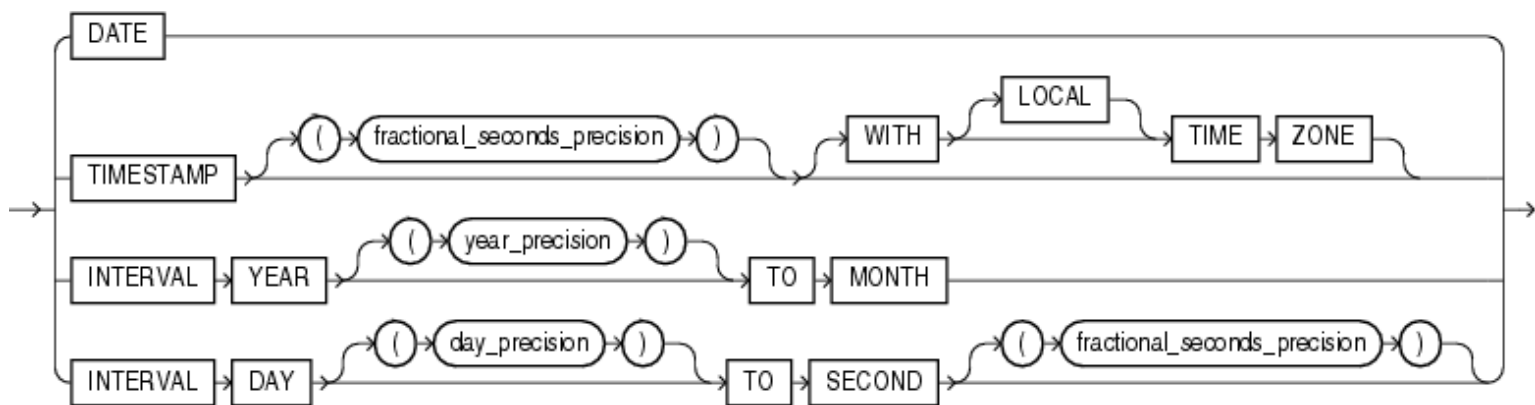 DATE
TIMESTAMP ( fractional_seconds_precision ) WITH LOCAL TIME ZONE
INTERVAL YEAR ( year_precision ) TO MONTH
INTERVAL DAY ( day_precision ) TO SECOND ( fractional_seconds_precision )